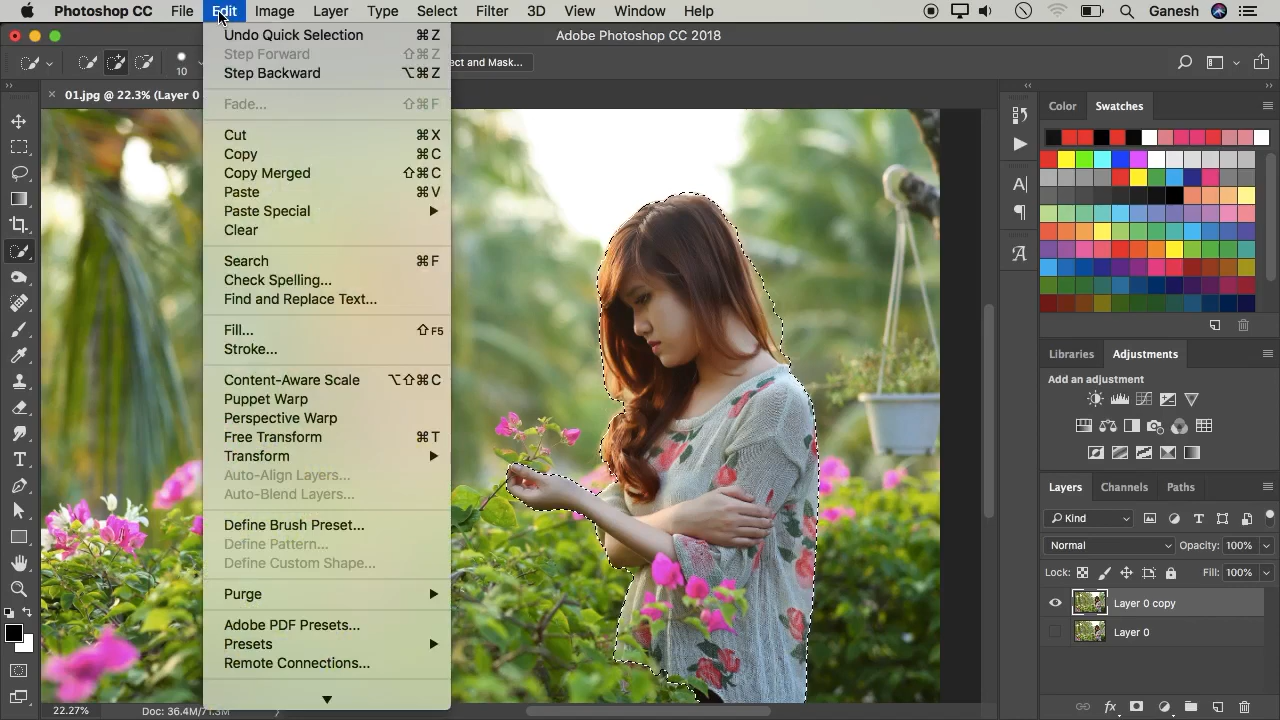 Photoshop CC File Edit Image Layer Type Select Filter 3D View Window Help Ganesh
Adobe Photoshop CC 2018
10 ect and Mask...
01.jpg @ 22.3% (Layer 0
Undo Quick Selection ⌘Z
Step Forward ⇧⌘Z
Step Backward ⌥⌘Z
Fade... ⇧⌘F
Cut ⌘X
Copy ⌘C
Copy Merged ⇧⌘C
Paste ⌘V
Paste Special
Clear
Search ⌘F
Check Spelling...
Find and Replace Text...
Fill... ⇧F5
Stroke...
Content-Aware Scale ⌥⇧⌘C
Puppet Warp
Perspective Warp
Free Transform ⌘T
Transform
Auto-Align Layers...
Auto-Blend Layers...
Define Brush Preset...
Define Pattern...
Define Custom Shape...
Purge
Adobe PDF Presets...
Presets
Remote Connections...
Color Swatches
Libraries Adjustments
Add an adjustment
Layers Channels Paths
Kind
Normal Opacity: 100%
Lock: Fill: 100%
Layer 0 copy
Layer 0
22.27% Doc: 36.4M/71.3M